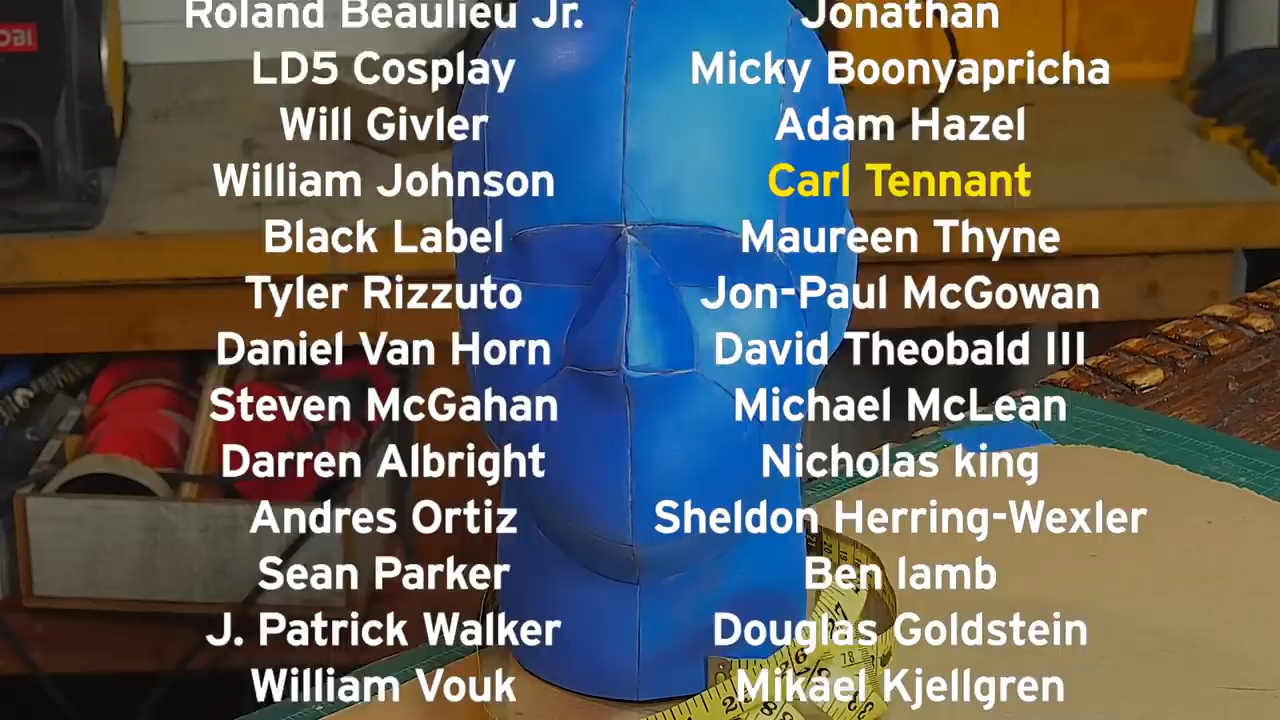 Roland Beaulieu Jr.
LD5 Cosplay
Will Givler
William Johnson
Black Label
Tyler Rizzuto
Daniel Van Horn
Steven McGahan
Darren Albright
Andres Ortiz
Sean Parker
J. Patrick Walker
William Vouk
Jonathan
Micky Boonyapricha
Adam Hazel
Carl Tennant
Maureen Thyne
Jon-Paul McGowan
David Theobald III
Michael McLean
Nicholas king
Sheldon Herring-Wexler
Ben lamb
Douglas Goldstein
Mikael Kjellgren